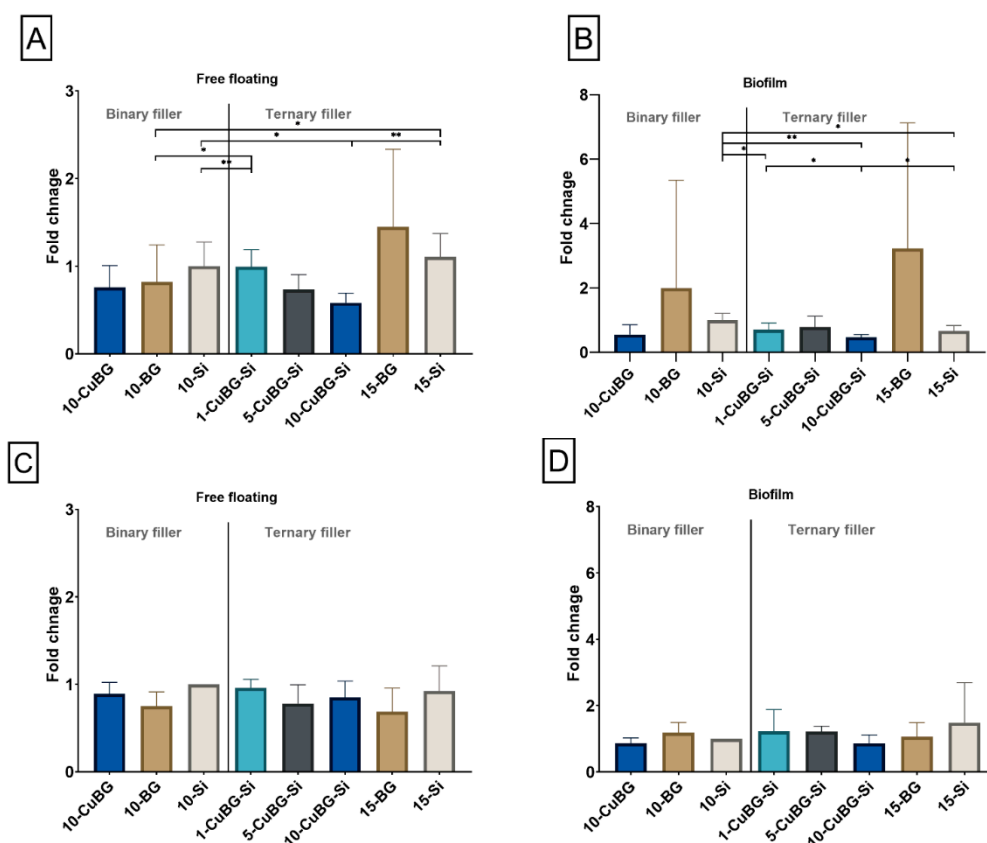 A
Free floating
Binary filler Ternary filler
Fold chnage
3
2
1
0
* * ** * **
10-CuBG 10-BG 10-Si 1-CuBG-Si 5-CuBG-Si 10-CuBG-Si 15-BG 15-Si
B
Biofilm
Binary filler Ternary filler
Fold chnage
8
6
4
2
0
* ** * * *
10-CuBG 10-BG 10-Si 1-CuBG-Si 5-CuBG-Si 10-CuBG-Si 15-BG 15-Si
C
Free floating
Binary filler Ternary filler
Fold chnage
3
2
1
0
10-CuBG 10-BG 10-Si 1-CuBG-Si 5-CuBG-Si 10-CuBG-Si 15-BG 15-Si
D
Biofilm
Binary filler Ternary filler
Fold chnage
8
6
4
2
0
10-CuBG 10-BG 10-Si 1-CuBG-Si 5-CuBG-Si 10-CuBG-Si 15-BG 15-Si